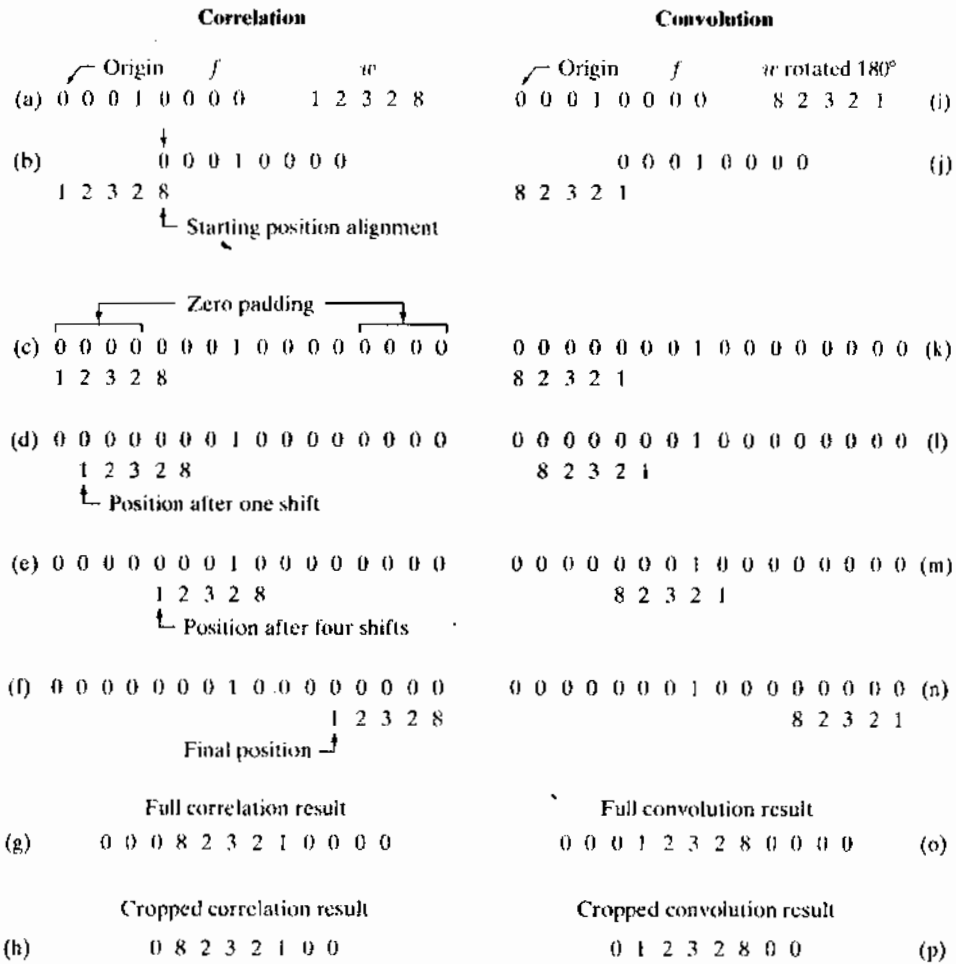 Correlation Convolution
Origin f w Origin f w rotated 180°
(a) 0 0 0 1 0 0 0 0 1 2 3 2 8 0 0 0 1 0 0 0 0 8 2 3 2 1 (i)
(b) 0 0 0 1 0 0 0 0 0 0 0 1 0 0 0 0 (j)
1 2 3 2 8 8 2 3 2 1
Starting position alignment
Zero padding
(c) 0 0 0 0 0 0 0 1 0 0 0 0 0 0 0 0 0 0 0 0 0 0 0 1 0 0 0 0 0 0 0 0 (k)
1 2 3 2 8 8 2 3 2 1
(d) 0 0 0 0 0 0 0 1 0 0 0 0 0 0 0 0 0 0 0 0 0 0 0 1 0 0 0 0 0 0 0 0 (l)
1 2 3 2 8 8 2 3 2 1
Position after one shift
(e) 0 0 0 0 0 0 0 1 0 0 0 0 0 0 0 0 0 0 0 0 0 0 0 1 0 0 0 0 0 0 0 0 (m)
1 2 3 2 8 8 2 3 2 1
Position after four shifts
(f) 0 0 0 0 0 0 0 1 0 0 0 0 0 0 0 0 0 0 0 0 0 0 0 1 0 0 0 0 0 0 0 0 (n)
1 2 3 2 8 8 2 3 2 1
Final position
Full correlation result Full convolution result
(g) 0 0 0 8 2 3 2 1 0 0 0 0 0 0 0 1 2 3 2 8 0 0 0 0 (o)
Cropped correlation result Cropped convolution result
(h) 0 8 2 3 2 1 0 0 0 1 2 3 2 8 0 0 (p)